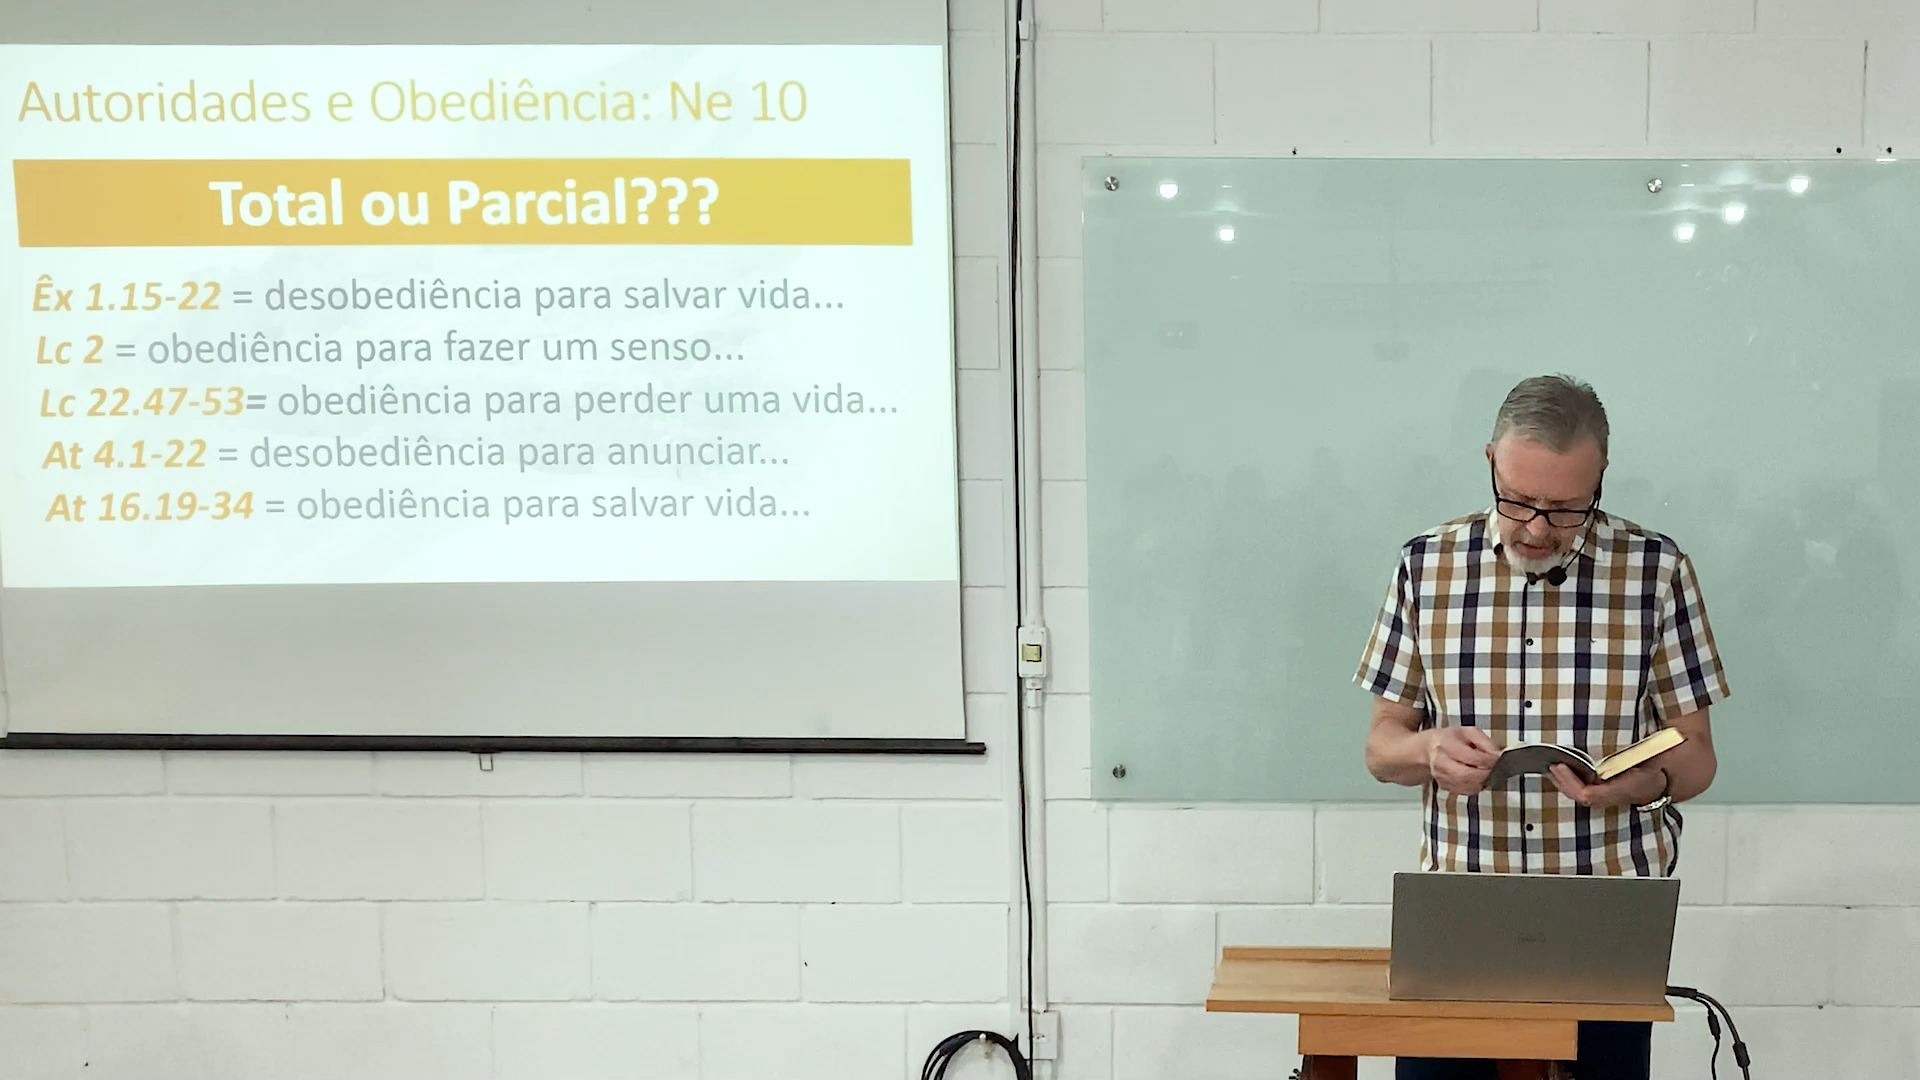 Autoridades e Obediência: Ne 10
Total ou Parcial???
Êx 1.15-22 = desobediência para salvar vida...
Lc 2 = obediência para fazer um senso...
Lc 22.47-53= obediência para perder uma vida...
At 4.1-22 = desobediência para anunciar...
At 16.19-34 = obediência para salvar vida...